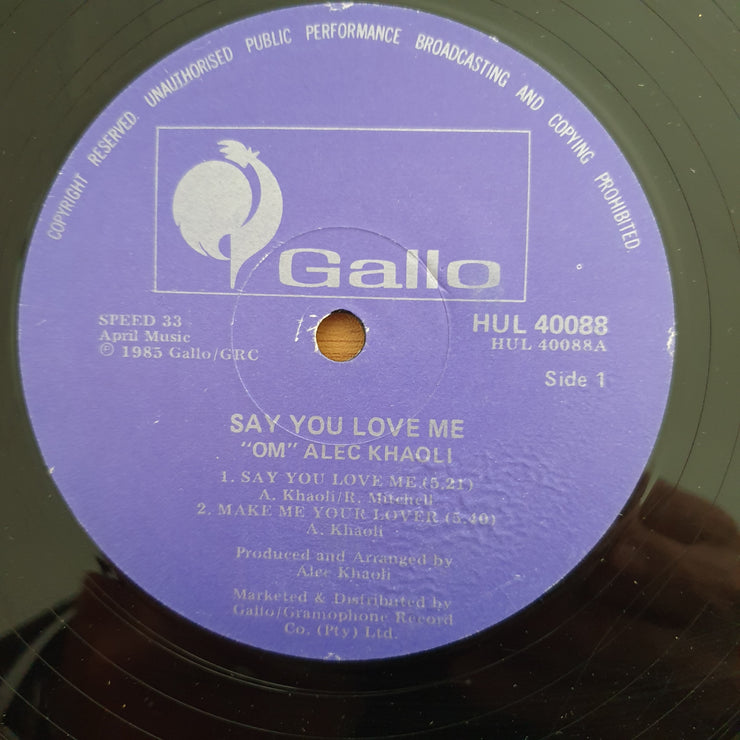 COPYRIGHT RESERVED. UNAUTHORISED PUBLIC PERFORMANCE BROADCASTING AND COPYING PROHIBITED.
Gallo
SPEED 33
April Music
℗ 1985 Gallo/GRC
HUL 40088
HUL 40088A
Side 1
SAY YOU LOVE ME
"OM" ALEC KHAOLI
1. SAY YOU LOVE ME (5.21)
A. Khaoli/R. Mitchell
2. MAKE ME YOUR LOVER (5.40)
A. Khaoli
Produced and Arranged by
Alec Khaoli
Marketed & Distributed by
Gallo/Gramophone Record
Co. (Pty) Ltd.